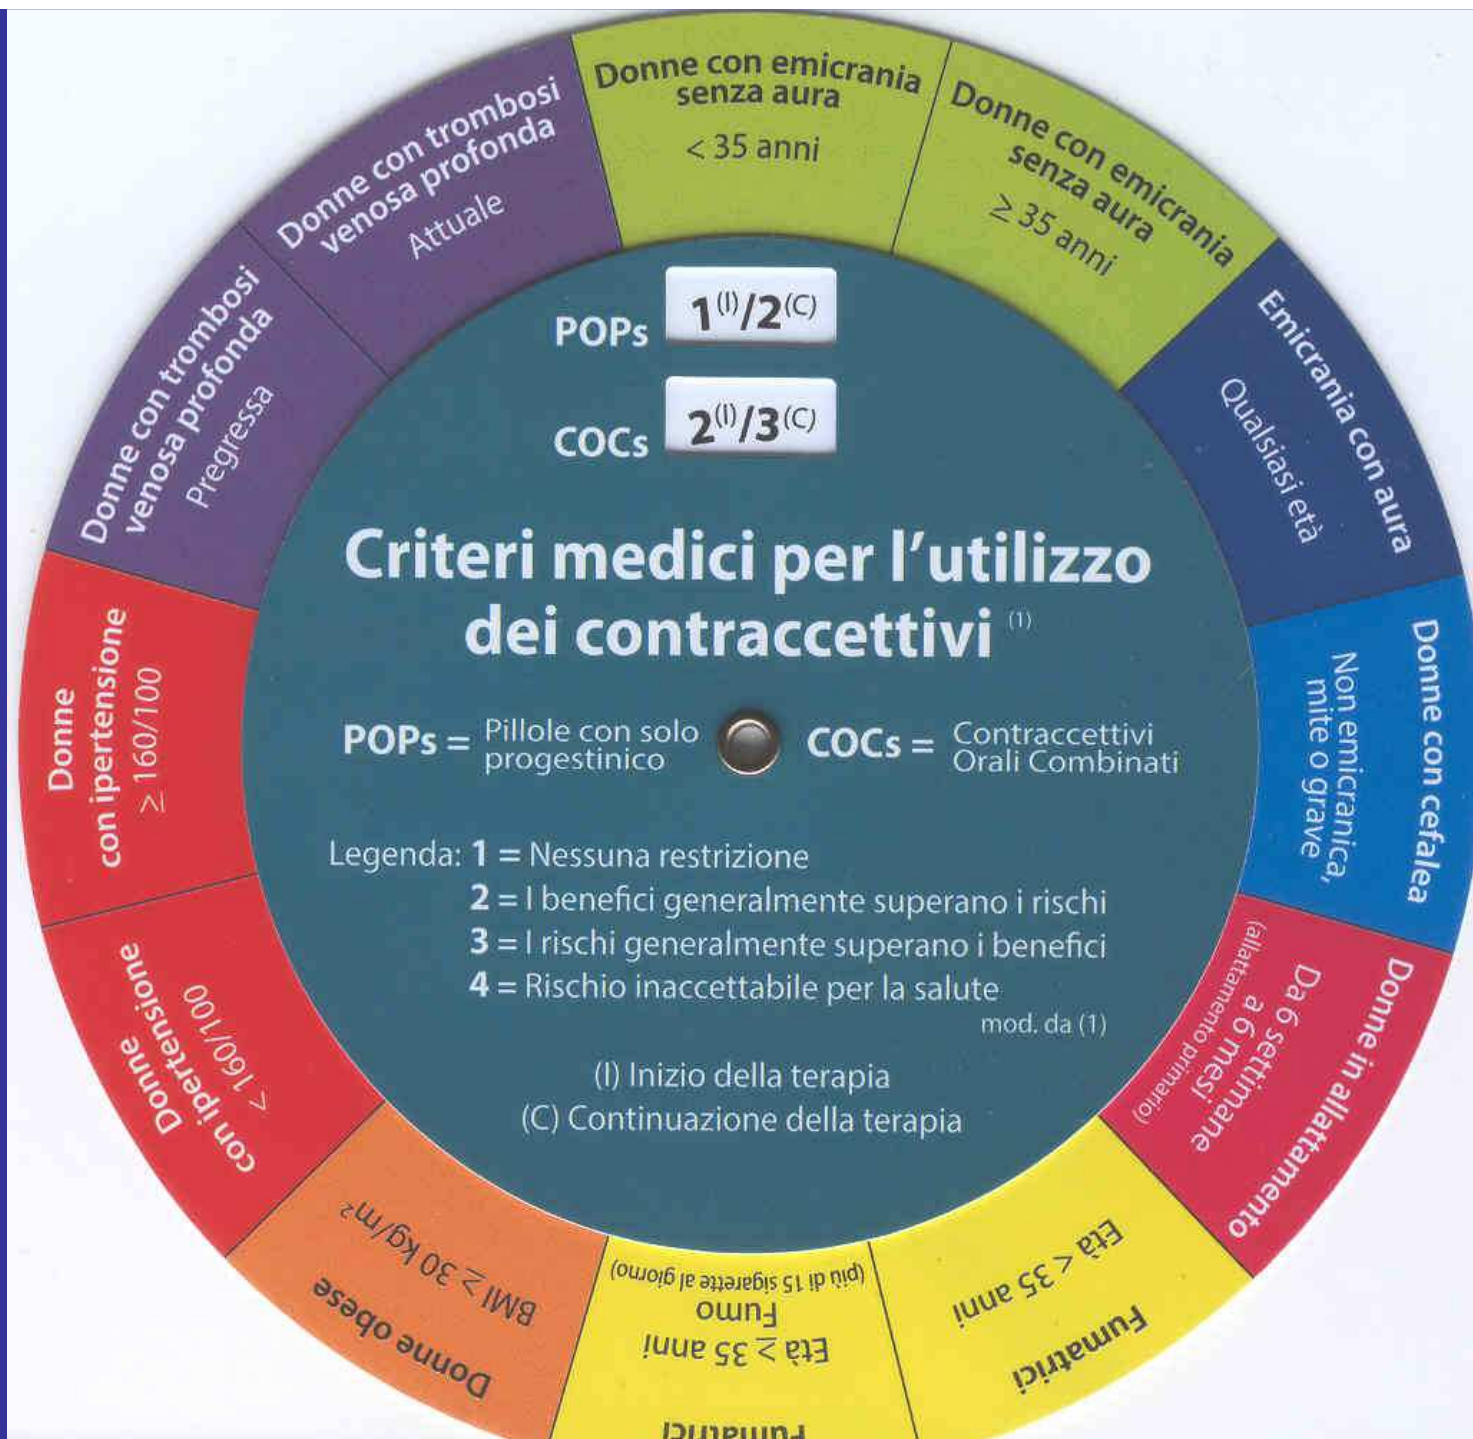 Donne con emicrania
senza aura
< 35 anni
Donne con emicrania
senza aura
≥ 35 anni
Emicrania con aura
Qualsiasi età
Donne con cefalea
Non emicranica,
mite o grave
Donne in allattamento
Da 6 settimane
a 6 mesi
(allattamento primario)
Fumatrici
Età < 35 anni
Fumatrici
Età ≥ 35 anni
Fumo
(più di 15 sigarette al giorno)
Donne obese
BMI ≥ 30 kg/m²
Donne
con ipertensione
< 160/100
Donne
con ipertensione
≥ 160/100
Donne con trombosi
venosa profonda
Pregressa
Donne con trombosi
venosa profonda
Attuale
POPs 1(I)/2(C)
COCs 2(I)/3(C)
Criteri medici per l'utilizzo
dei contraccettivi (1)
POPs = Pillole con solo
progestinico
COCs = Contraccettivi
Orali Combinati
Legenda: 1 = Nessuna restrizione
2 = I benefici generalmente superano i rischi
3 = I rischi generalmente superano i benefici
4 = Rischio inaccettabile per la salute
mod. da (1)
(I) Inizio della terapia
(C) Continuazione della terapia